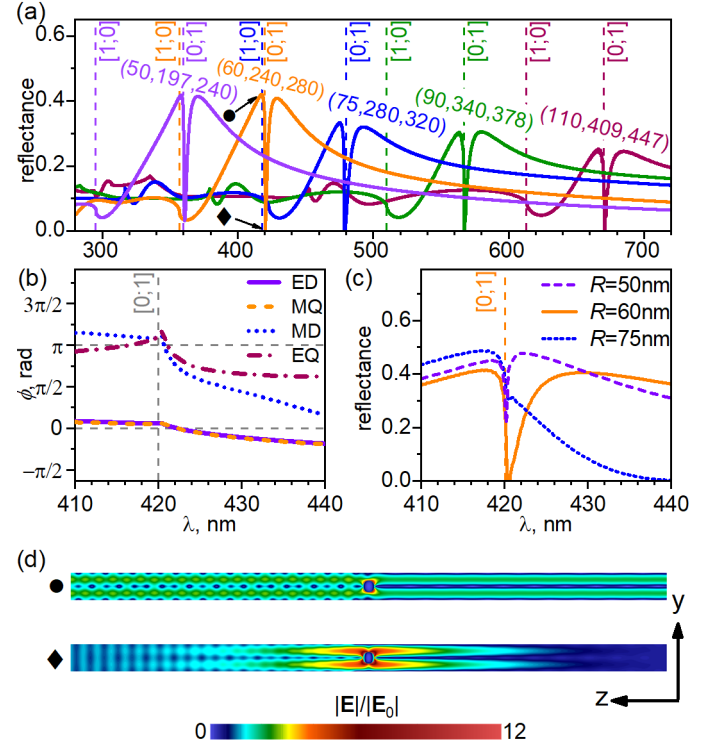 (a)
0.6
0.4
0.2
0.0
reflectance
[1;0]
[1;0]
[0;1]
[1;0]
[0;1]
[0;1]
[1;0]
[0;1]
[1;0]
[0;1]
(50,197,240)
(60,240,280)
(75,280,320)
(90,340,378)
(110,409,447)
300
400
500
600
700
(b)
3π/2
π
π/2
0
−π/2
ϕ, rad
[0;1]
ED
MQ
MD
EQ
410
420
430
440
λ, nm
(c)
0.6
0.4
0.2
0.0
reflectance
[0;1]
R=50nm
R=60nm
R=75nm
410
420
430
440
λ, nm
(d)
y
z
|E|/|E0|
0
12